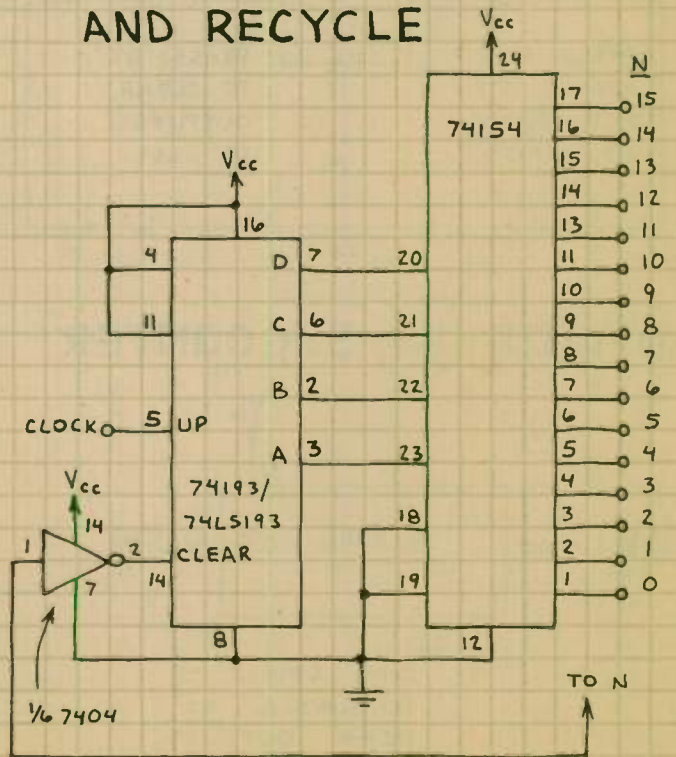 AND RECYCLE
Vcc
24
N
74154
17 15
16 14
15 13
14 12
13 11
11 10
10 9
9 8
8 7
7 6
6 5
5 4
4 3
3 2
2 1
1 0
Vcc
16
4 D 7 20
11 C 6 21
B 2 22
CLOCK 5 UP
A 3 23
Vcc
14
74193/
74LS193
18
1 2 14 CLEAR
7
19
8
12
1/6 7404
TO N